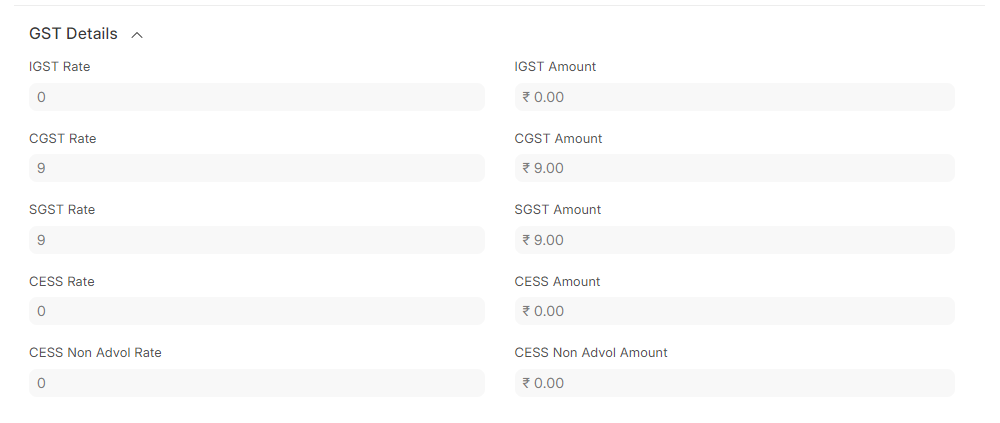 GST Details
IGST Rate
IGST Amount
0
₹ 0.00
CGST Rate
CGST Amount
9
₹ 9.00
SGST Rate
SGST Amount
9
₹ 9.00
CESS Rate
CESS Amount
0
₹ 0.00
CESS Non Advol Rate
CESS Non Advol Amount
0
₹ 0.00